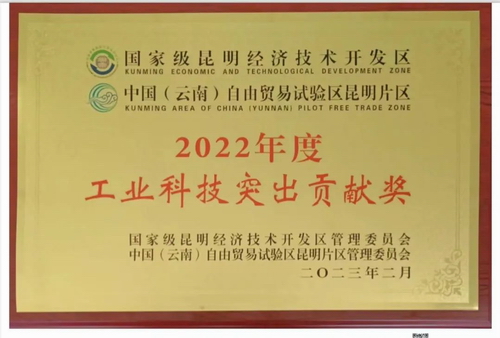 国家级昆明经济技术开发区
KUNMING ECONOMIC AND TECHNOLOGICAL DEVELOPMENT ZONE
中国（云南）自由贸易试验区昆明片区
KUNMING AREA OF CHINA (YUNNAN) PILOT FREE TRADE ZONE
2022年度
工业科技突出贡献奖
国家级昆明经济技术开发区管理委员会
中国（云南）自由贸易试验区昆明片区管理委员会
二〇二三年二月